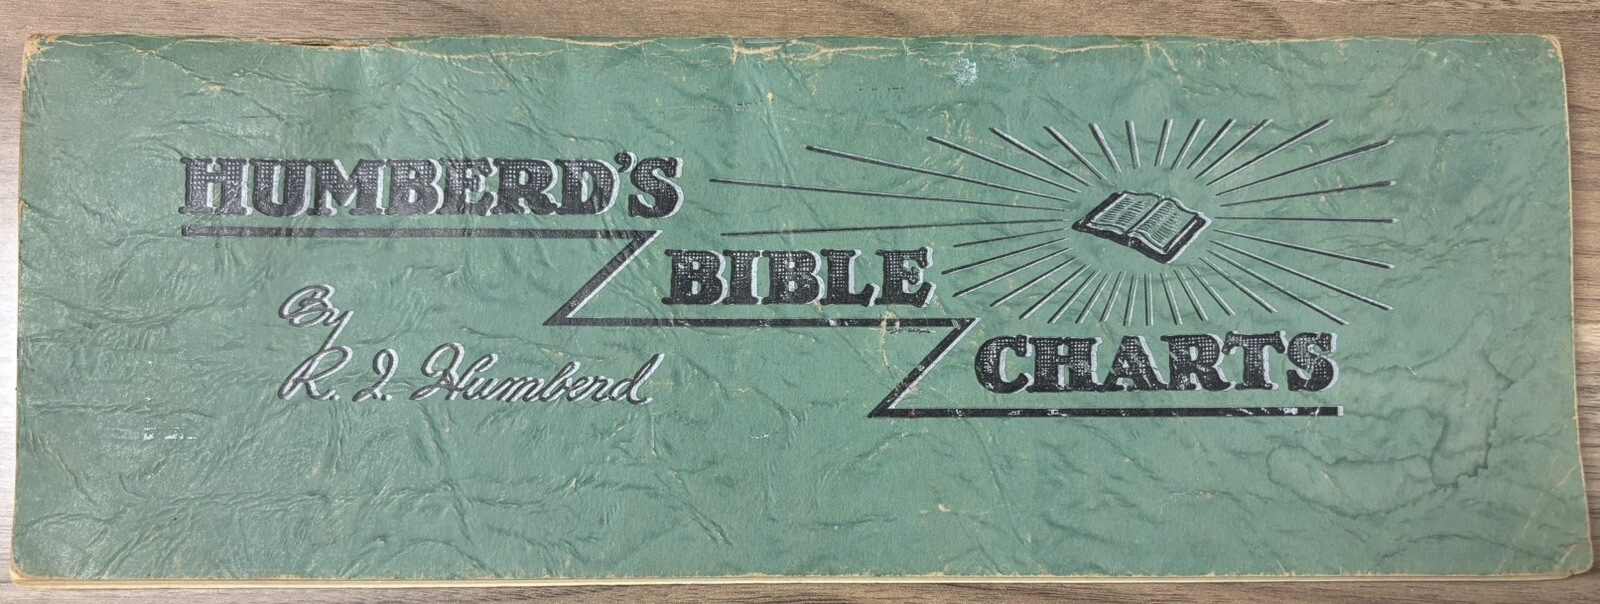 HUMBERD'S
BIBLE
CHARTS
By
R. I. Humberd